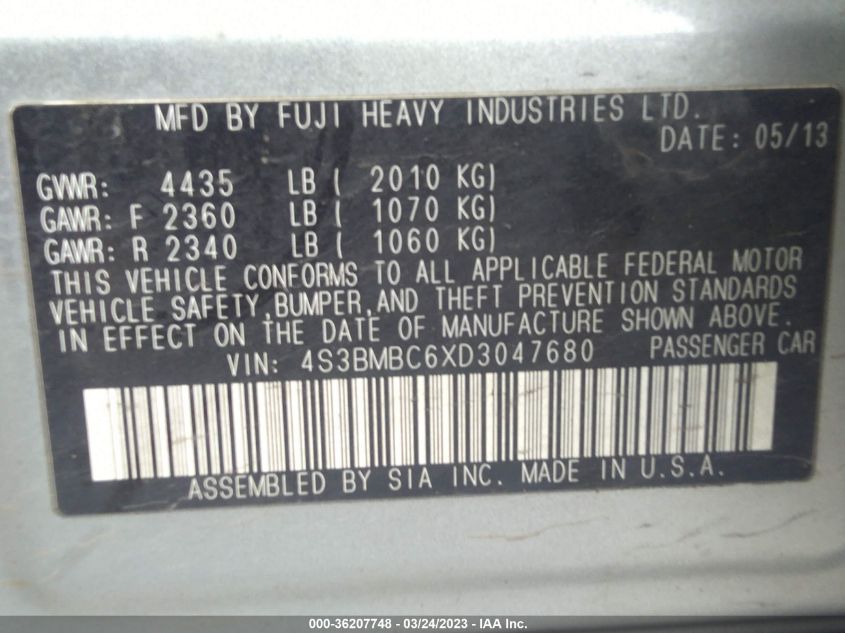 MFD BY FUJI HEAVY INDUSTRIES LTD.
DATE: 05/13
GVWR: 4435 LB ( 2010 KG)
GAWR: F 2360 LB ( 1070 KG)
GAWR: R 2340 LB ( 1060 KG)
THIS VEHICLE CONFORMS TO ALL APPLICABLE FEDERAL MOTOR
VEHICLE SAFETY,BUMPER,AND THEFT PREVENTION STANDARDS
IN EFFECT ON THE DATE OF MANUFACTURE SHOWN ABOVE.
VIN: 4S3BMBC6XD3047680 PASSENGER CAR
ASSEMBLED BY SIA INC. MADE IN U.S.A.
000-36207748 - 03/24/2023 - IAA Inc.